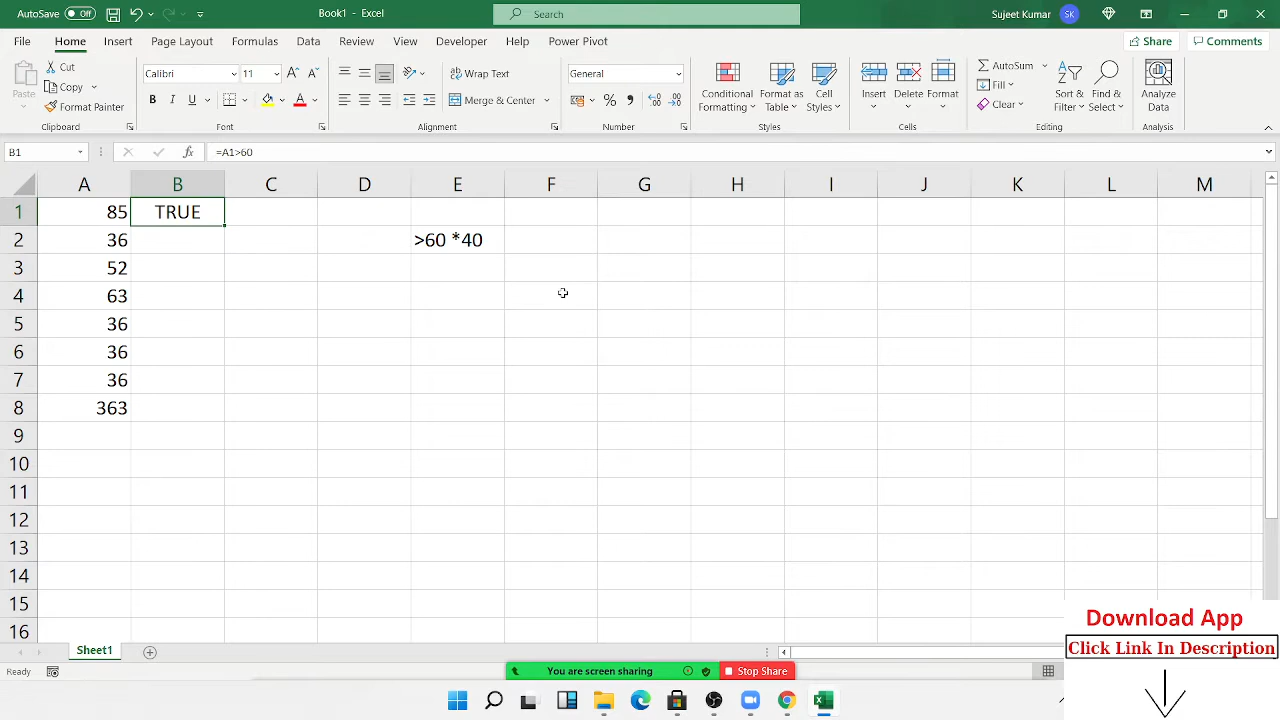 AutoSave Off Book1 - Excel Search Sujeet Kumar SK
File Home Insert Page Layout Formulas Data Review View Developer Help Power Pivot Share Comments
Paste Cut Copy Format Painter
Calibri 11 B I U A
Wrap Text
Merge & Center
General
Conditional Formatting Format as Table Cell Styles
Insert Delete Format
AutoSum Fill Clear
Sort & Filter Find & Select
Analyze Data
Clipboard Font Alignment Number Styles Cells Editing Analysis
B1 fx =A1>60
A B C D E F G H I J K L M
1 85 TRUE
2 36 >60 *40
3 52
4 63
5 36
6 36
7 36
8 363
9
10
11
12
13
14
15
16
Sheet1
Ready You are screen sharing Stop Share
Download App
Click Link In Description